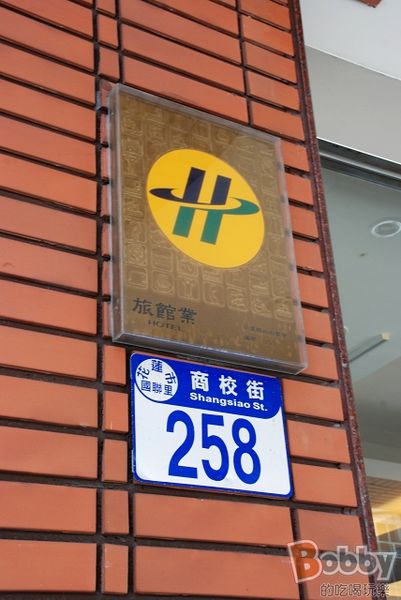 旅館業
HOTEL
花蓮市
國聯里
商校街
Shangsiao St.
258
Bobby
的吃喝玩樂